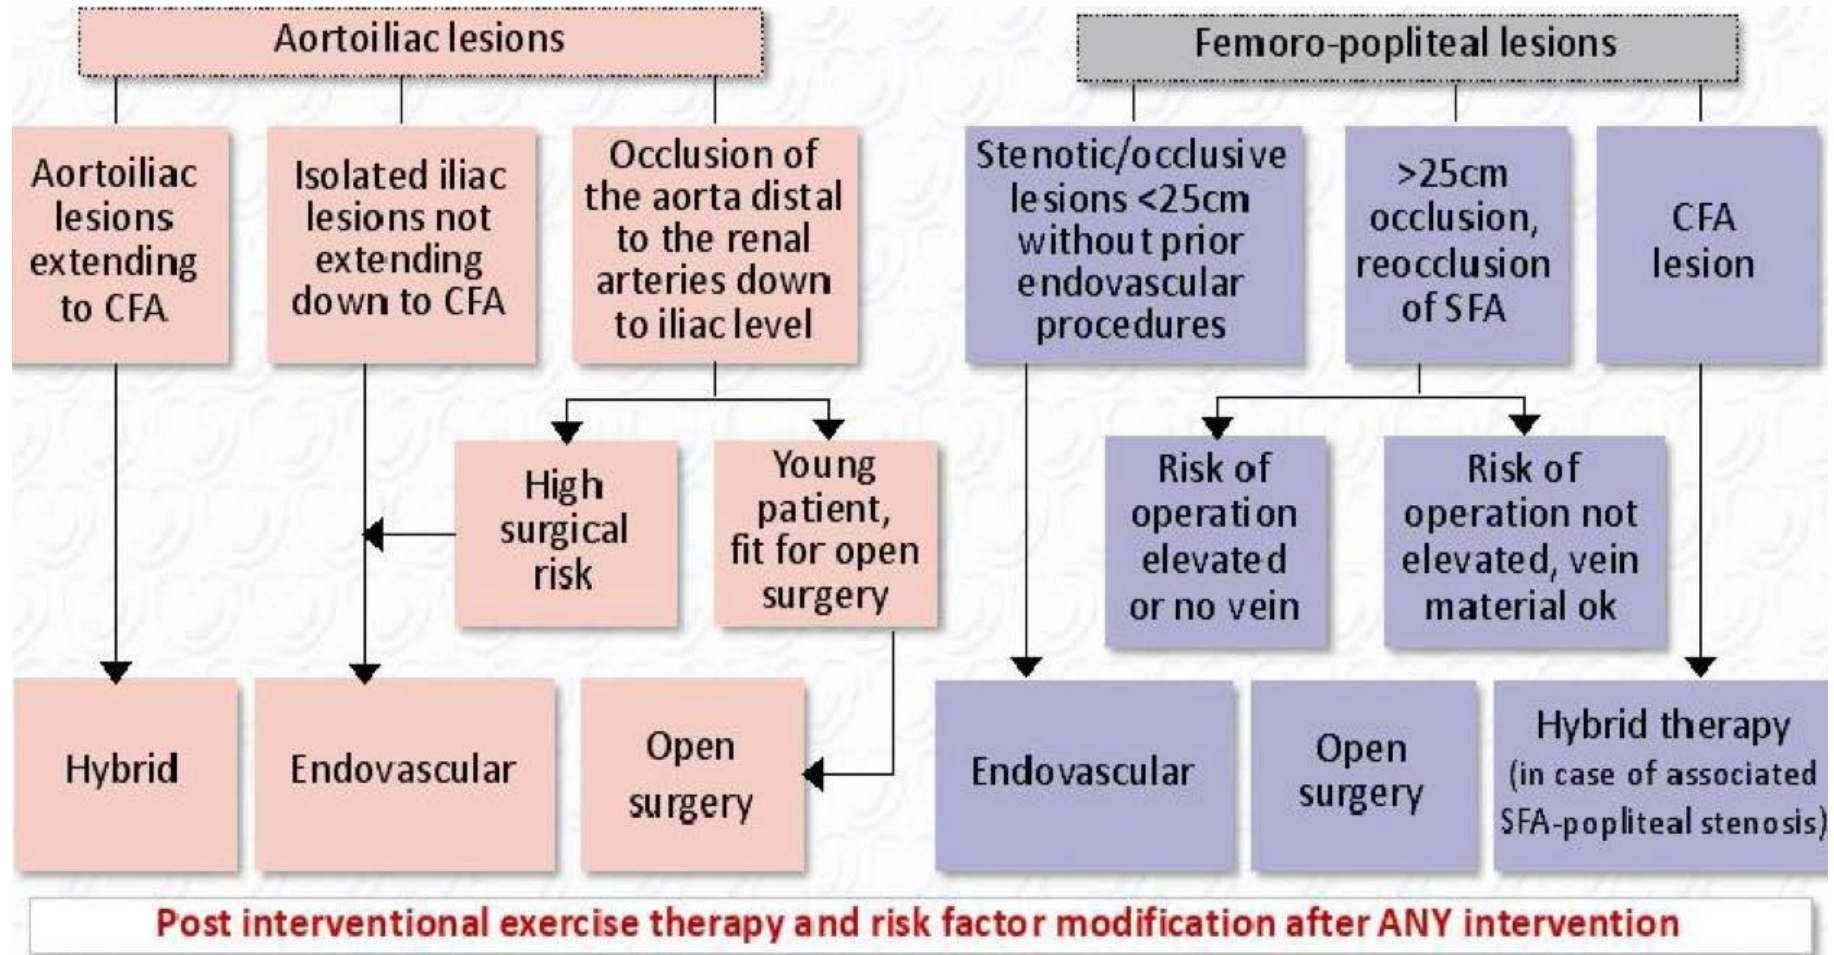 Aortoiliac lesions
Femoro-popliteal lesions
Aortoiliac
lesions
extending
to CFA
Isolated iliac
lesions not
extending
down to CFA
Occlusion of
the aorta distal
to the renal
arteries down
to iliac level
Stenotic/occlusive
lesions <25cm
without prior
endovascular
procedures
>25cm
occlusion,
reocclusion
of SFA
CFA
lesion
High
surgical
risk
Young
patient,
fit for open
surgery
Risk of
operation
elevated
or no vein
Risk of
operation not
elevated, vein
material ok
Hybrid
Endovascular
Open
surgery
Endovascular
Open
surgery
Hybrid therapy
(in case of associated
SFA-popliteal stenosis)
Post interventional exercise therapy and risk factor modification after ANY intervention